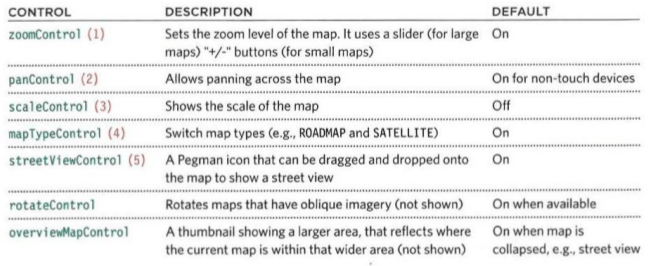 CONTROL DESCRIPTION DEFAULT
zoomControl (1) Sets the zoom level of the map. It uses a slider (for large On
maps) "+/-" buttons (for small maps)
panControl (2) Allows panning across the map On for non-touch devices
scaleControl (3) Shows the scale of the map Off
mapTypeControl (4) Switch map types (e.g., ROADMAP and SATELLITE) On
streetViewControl (5) A Pegman icon that can be dragged and dropped onto On
the map to show a street view
rotateControl Rotates maps that have oblique imagery (not shown) On when available
overviewMapControl A thumbnail showing a larger area, that reflects where On when map is
the current map is within that wider area (not shown) collapsed, e.g., street view